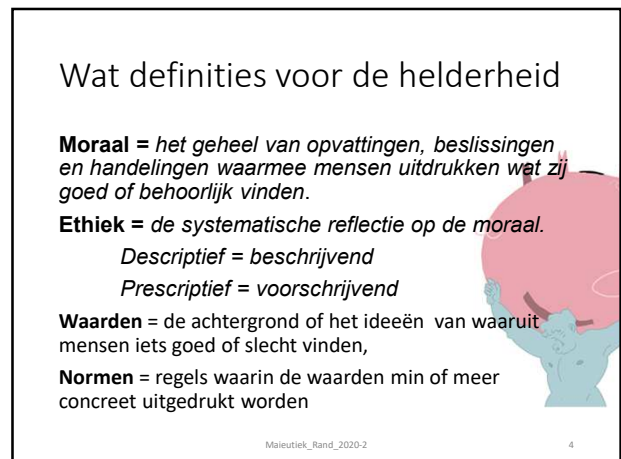 Wat definities voor de helderheid
Moraal = het geheel van opvattingen, beslissingen
en handelingen waarmee mensen uitdrukken wat zij
goed of behoorlijk vinden.
Ethiek = de systematische reflectie op de moraal.
Descriptief = beschrijvend
Prescriptief = voorschrijvend
Waarden = de achtergrond of het ideeën van waaruit
mensen iets goed of slecht vinden,
Normen = regels waarin de waarden min of meer
concreet uitgedrukt worden
Maieutiek_Rand_2020-2
4